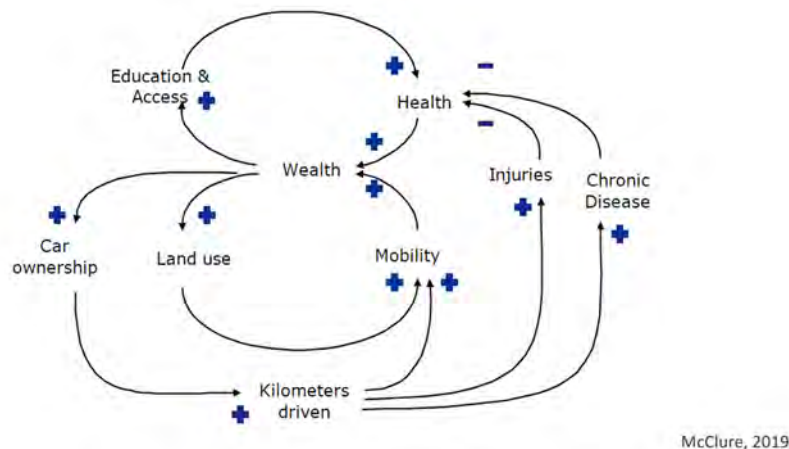 Education &
Access
Health
Wealth
Injuries
Chronic
Disease
Car
ownership
Land use
Mobility
Kilometers
driven
McClure, 2019